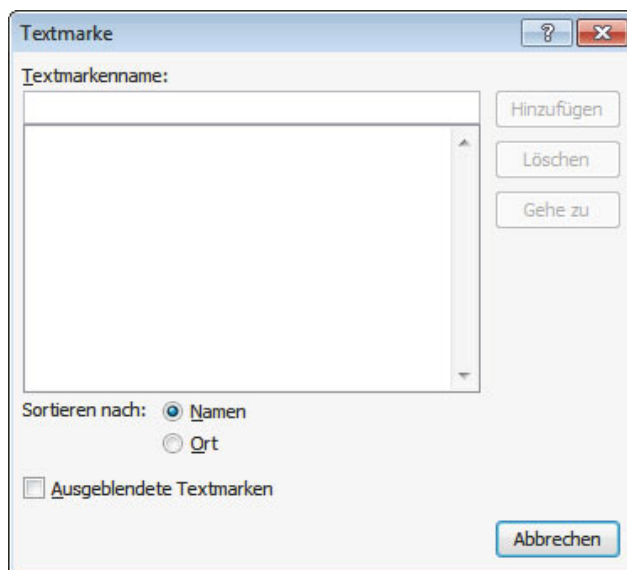 Textmarke
Textmarkenname:
Hinzufügen
Löschen
Gehe zu
Sortieren nach: Namen
Ort
Ausgeblendete Textmarken
Abbrechen